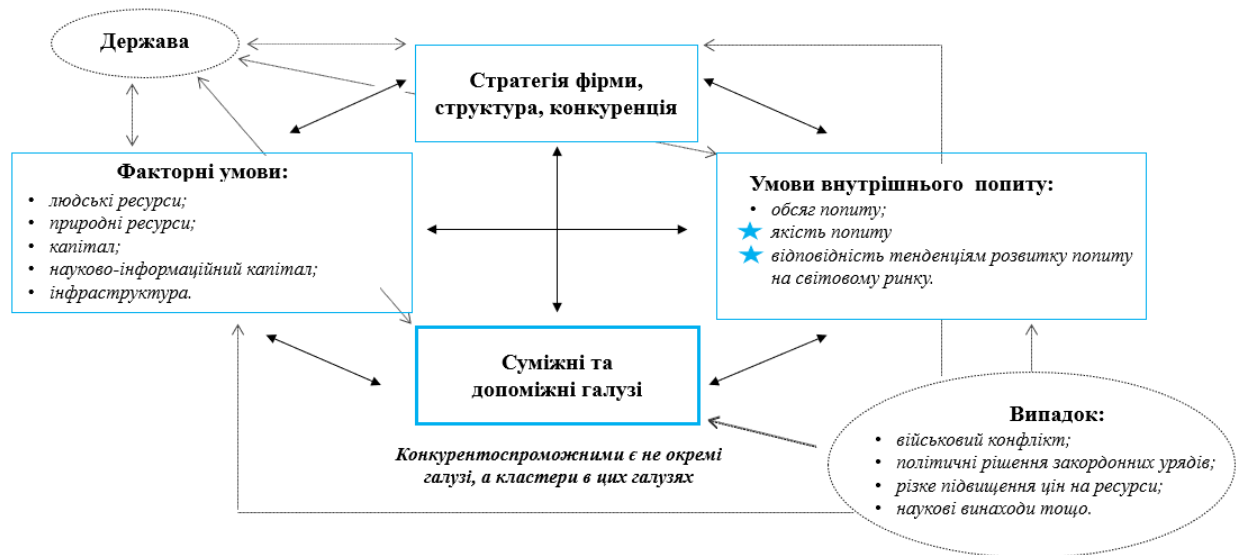 Держава
Стратегія фірми,
структура, конкуренція
Факторні умови:
• людські ресурси;
• природні ресурси;
• капітал;
• науково-інформаційний капітал;
• інфраструктура.
Умови внутрішнього попиту:
• обсяг попиту;
якість попиту
відповідність тенденціям розвитку попиту
на світовому ринку.
Суміжні та
допоміжні галузі
Конкурентоспроможними є не окремі
галузі, а кластери в цих галузях
Випадок:
• військовий конфлікт;
• політичні рішення закордонних урядів;
• різке підвищення цін на ресурси;
• наукові винаходи тощо.